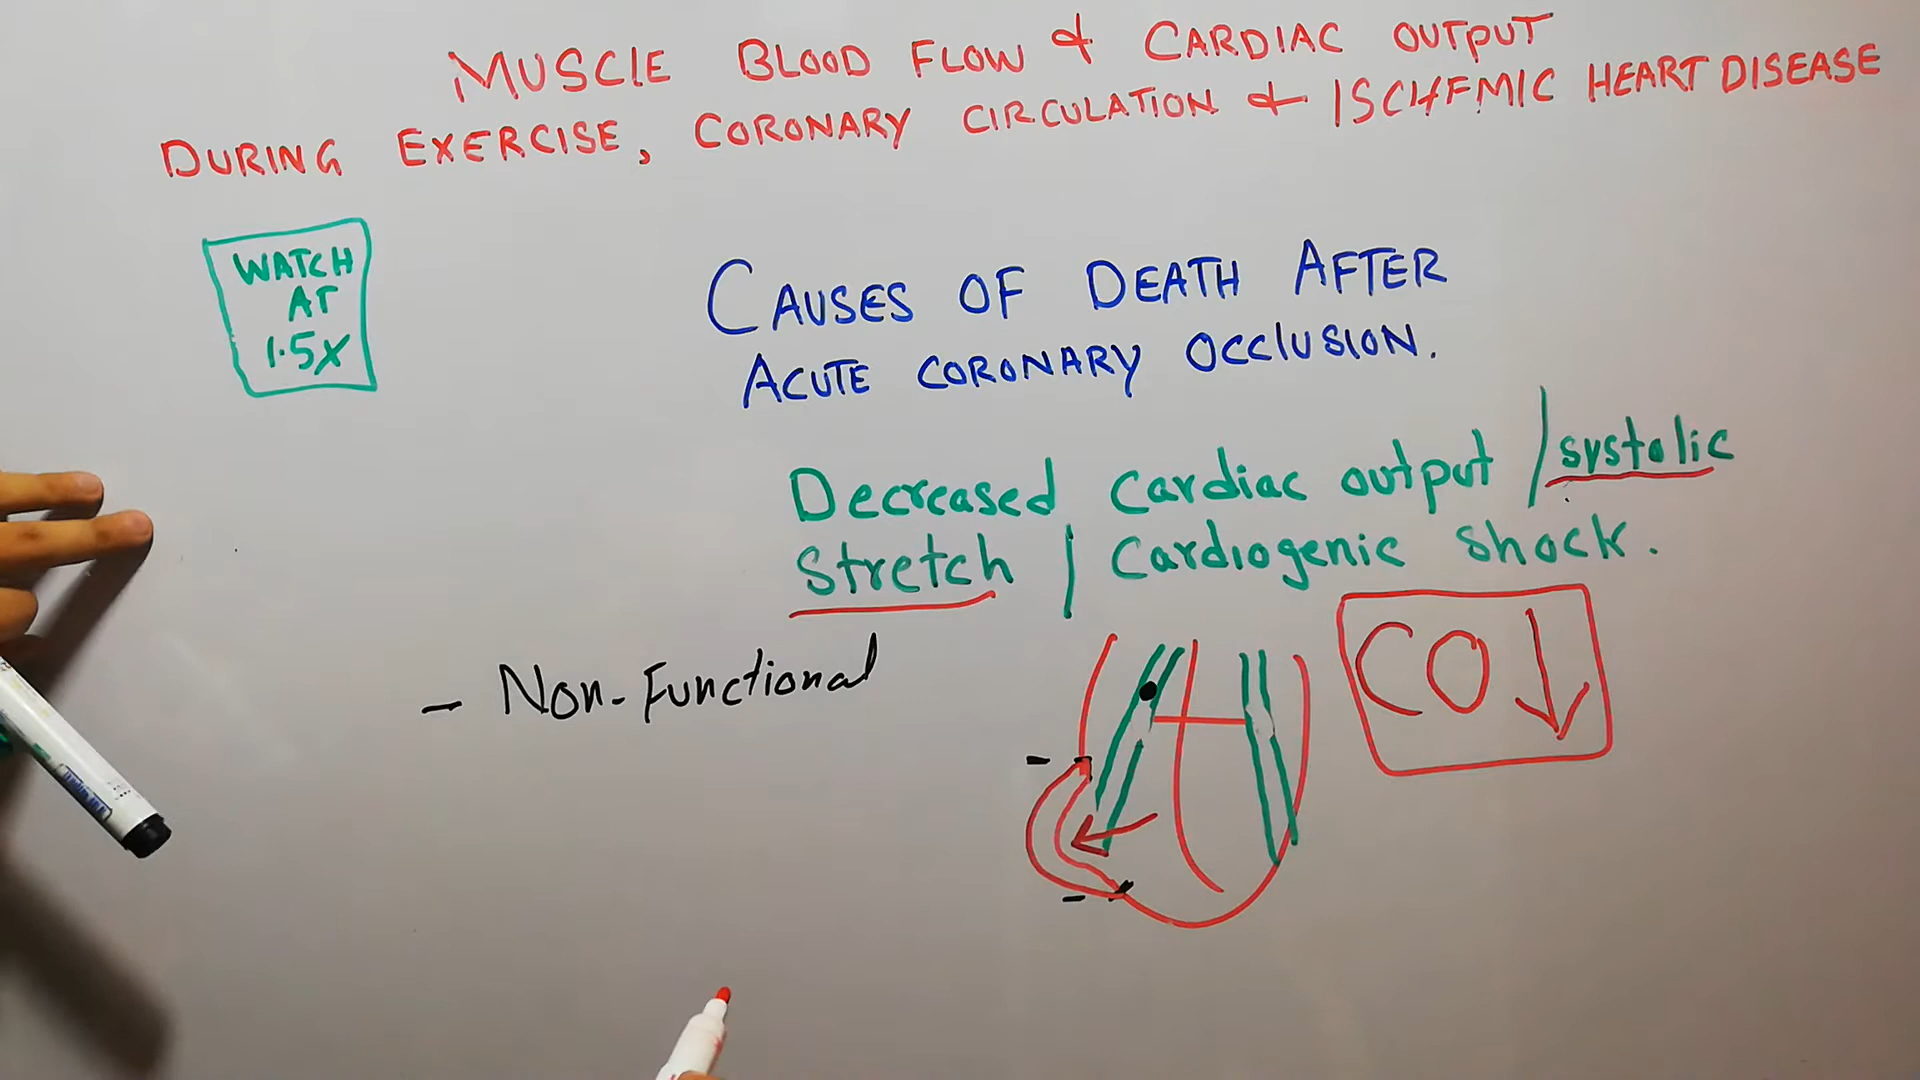 MUSCLE BLOOD FLOW & CARDIAC OUTPUT
DURING EXERCISE, CORONARY CIRCULATION & ISCHEMIC HEART DISEASE
WATCH
AT
1.5X
CAUSES OF DEATH AFTER
ACUTE CORONARY OCCLUSION.
Decreased cardiac output / systolic
stretch / cardiogenic shock.
CO ↓
- Non-Functional